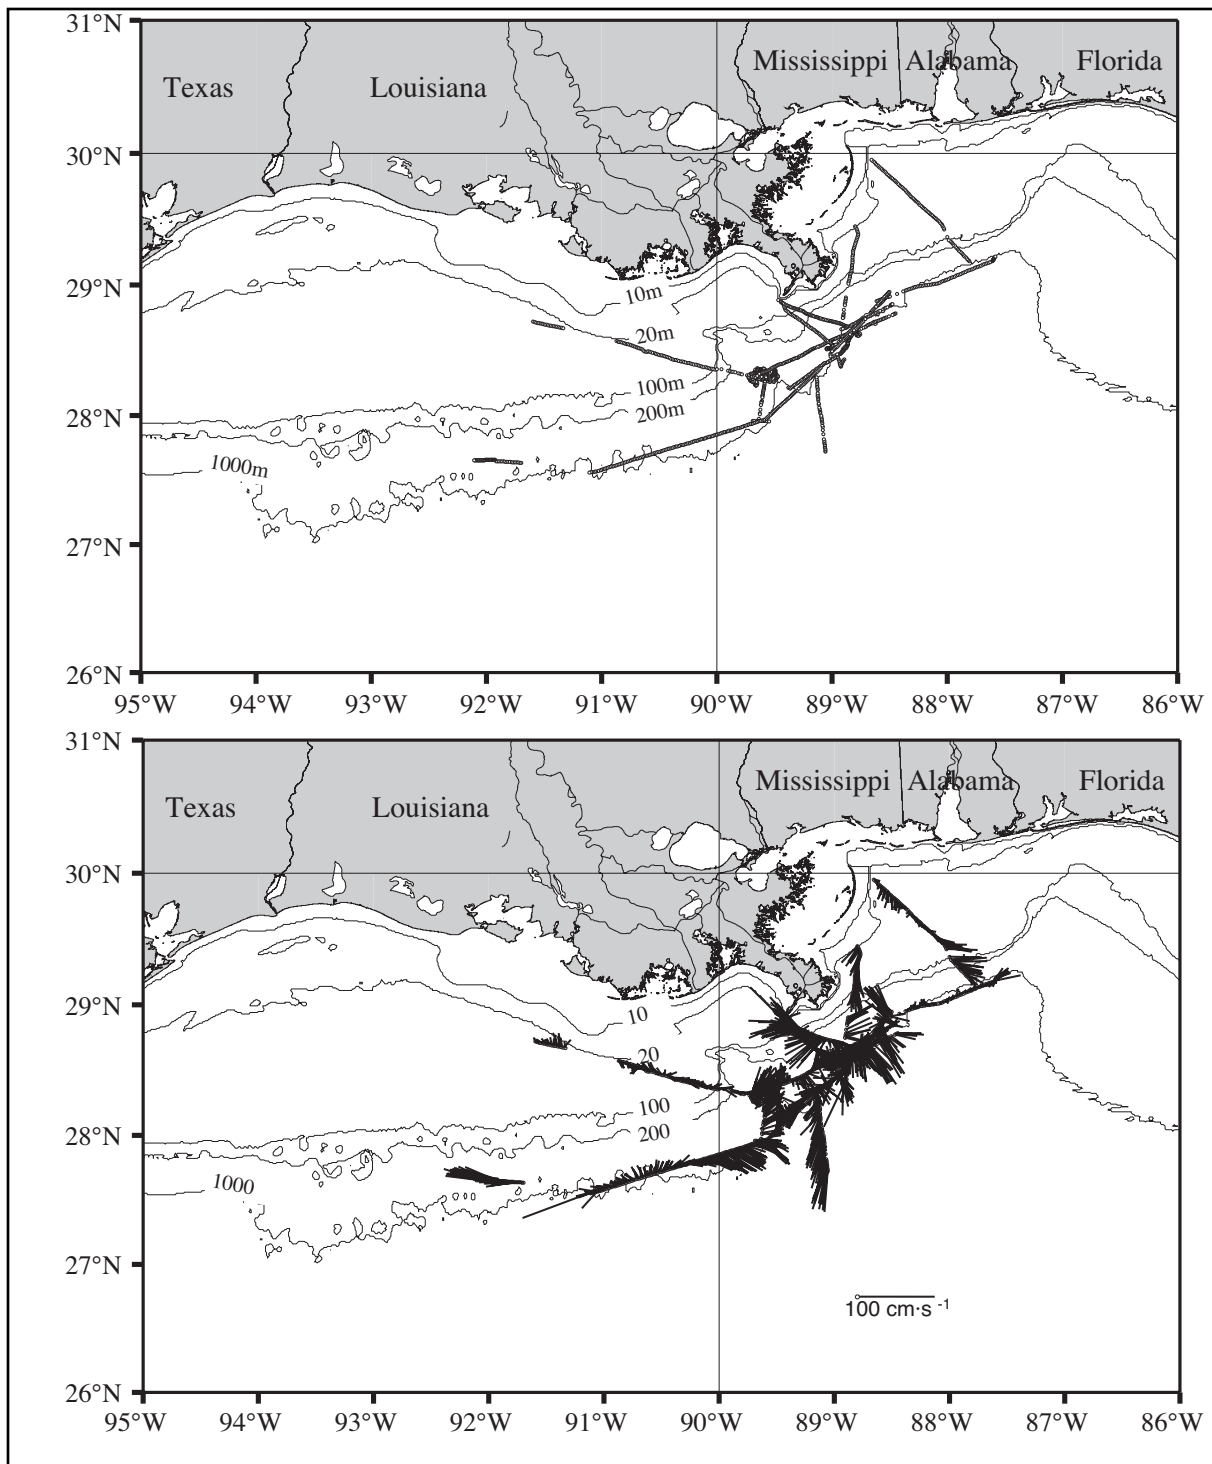 31°N
Mississippi Alabama Florida
Texas Louisiana
30°N
29°N
10m
20m
100m
28°N
200m
1000m
27°N
26°N
95°W 94°W 93°W 92°W 91°W 90°W 89°W 88°W 87°W 86°W
31°N
Mississippi Alabama Florida
Texas Louisiana
30°N
29°N
10
20
100
28°N
200
1000
27°N
100 cm·s -1
26°N
95°W 94°W 93°W 92°W 91°W 90°W 89°W 88°W 87°W 86°W